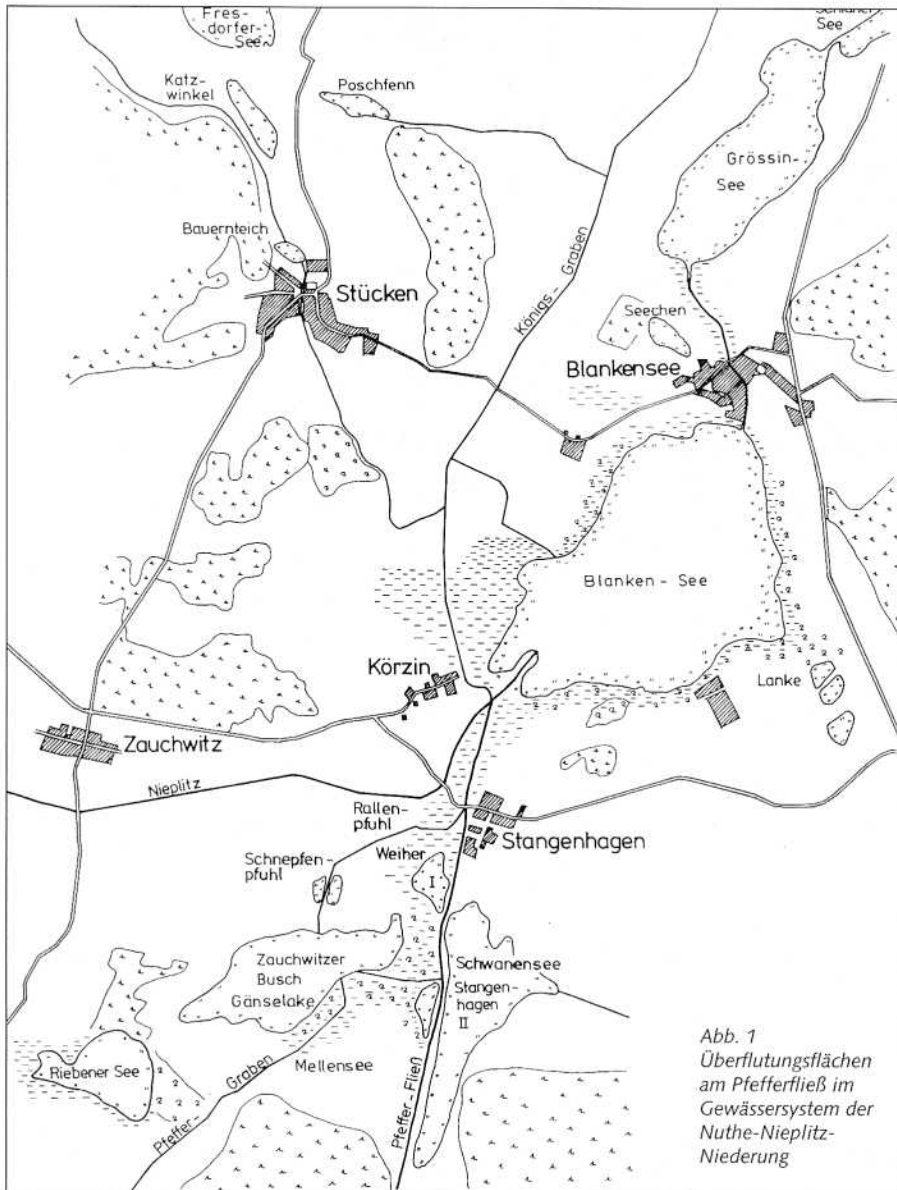 Fres-
dorfer-
See
Schlaner
See
Katz-
winkel
Poschfenn
Grössin-
See
Bauernteich
Königs-Graben
Stücken
Seechen
Blankensee
Blanken-See
Körzin
Lanke
Zauchwitz
Nieplitz
Rallen-
pfuhl
Stangenhagen
Weiher
Schnepfen-
pfuhl
I
Zauchwitzer
Busch
Gänselake
Schwanensee
Stangen-
hagen
II
Riebener See
Mellensee
Pfeffer-Graben
Pfeffer-Fließ
Abb. 1
Überflutungsflächen
am Pfefferfließ im
Gewässersystem der
Nuthe-Nieplitz-
Niederung